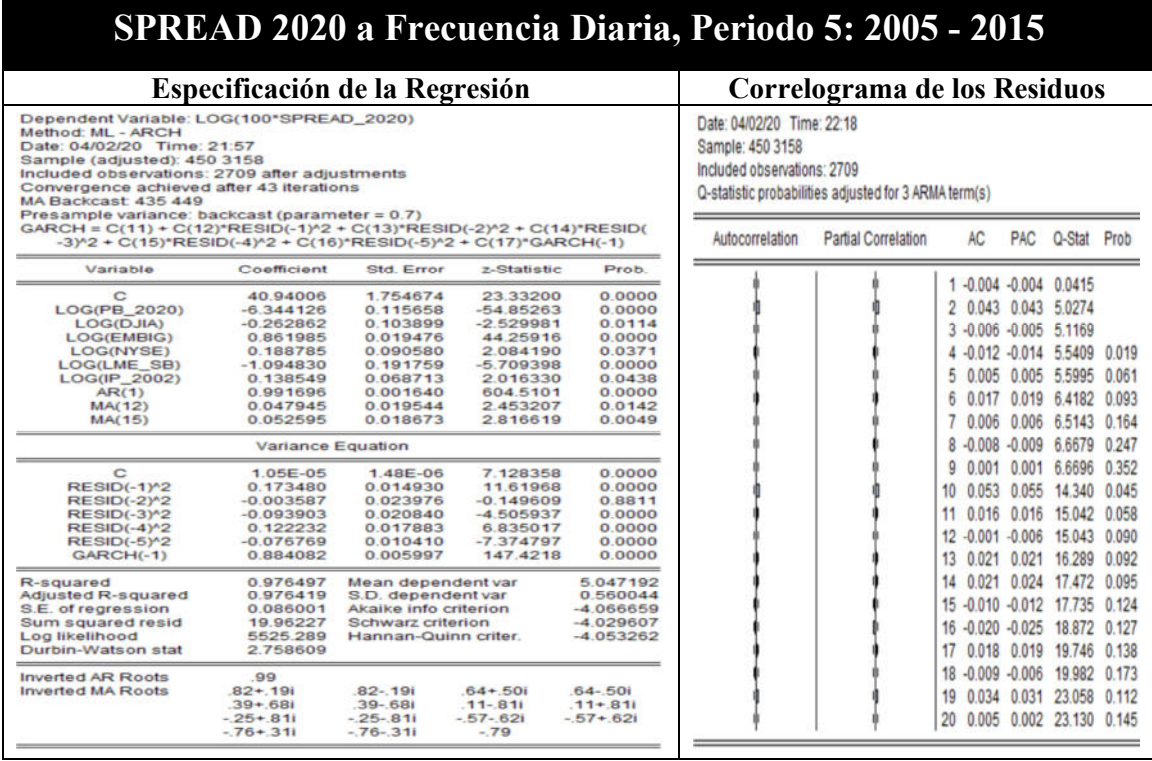 SPREAD 2020 a Frecuencia Diaria, Periodo 5: 2005 - 2015
Especificación de la Regresión
Dependent Variable: LOG(100*SPREAD_2020)
Method: ML - ARCH
Date: 04/02/20 Time: 21:57
Sample (adjusted): 450 3158
Included observations: 2709 after adjustments
Convergence achieved after 43 iterations
MA Backcast: 435 449
Presample variance: backcast (parameter = 0.7)
GARCH = C(11) + C(12)*RESID(-1)^2 + C(13)*RESID(-2)^2 + C(14)*RESID(
-3)^2 + C(15)*RESID(-4)^2 + C(16)*RESID(-5)^2 + C(17)*GARCH(-1)
Variable Coefficient Std. Error z-Statistic Prob.
C 40.94006 1.754674 23.33200 0.0000
LOG(PB_2020) -6.344126 0.115658 -54.85263 0.0000
LOG(DJIA) -0.262862 0.103899 -2.529981 0.0114
LOG(EMBIG) 0.861985 0.019476 44.25916 0.0000
LOG(NYSE) 0.188785 0.090580 2.084190 0.0371
LOG(LME_SB) -1.094830 0.191759 -5.709398 0.0000
LOG(IP_2002) 0.138549 0.068713 2.016330 0.0438
AR(1) 0.991696 0.001640 604.5101 0.0000
MA(12) 0.047945 0.019544 2.453207 0.0142
MA(15) 0.052595 0.018673 2.816619 0.0049
Variance Equation
C 1.05E-05 1.48E-06 7.128358 0.0000
RESID(-1)^2 0.173480 0.014930 11.61968 0.0000
RESID(-2)^2 -0.003587 0.023976 -0.149609 0.8811
RESID(-3)^2 -0.093903 0.020840 -4.505937 0.0000
RESID(-4)^2 0.122232 0.017883 6.835017 0.0000
RESID(-5)^2 -0.076769 0.010410 -7.374797 0.0000
GARCH(-1) 0.884082 0.005997 147.4218 0.0000
R-squared 0.976497 Mean dependent var 5.047192
Adjusted R-squared 0.976419 S.D. dependent var 0.560044
S.E. of regression 0.086001 Akaike info criterion -4.066659
Sum squared resid 19.96227 Schwarz criterion -4.029607
Log likelihood 5525.289 Hannan-Quinn criter. -4.053262
Durbin-Watson stat 2.758609
Inverted AR Roots .99
Inverted MA Roots .82+.19i .82-.19i .64+.50i .64-.50i
.39+.68i .39-.68i .11-.81i .11+.81i
-.25+.81i -.25-.81i -.57-.62i -.57+.62i
-.76+.31i -.76-.31i -.79
Correlograma de los Residuos
Date: 04/02/20 Time: 22:18
Sample: 450 3158
Included observations: 2709
Q-statistic probabilities adjusted for 3 ARMA term(s)
Autocorrelation Partial Correlation AC PAC Q-Stat Prob
1 -0.004 -0.004 0.0415
2 0.043 0.043 5.0274
3 -0.006 -0.005 5.1169
4 -0.012 -0.014 5.5409 0.019
5 0.005 0.005 5.5995 0.061
6 0.017 0.019 6.4182 0.093
7 0.006 0.006 6.5143 0.164
8 -0.008 -0.009 6.6679 0.247
9 0.001 0.001 6.6696 0.352
10 0.053 0.055 14.340 0.045
11 0.016 0.016 15.042 0.058
12 -0.001 -0.006 15.043 0.090
13 0.021 0.021 16.289 0.092
14 0.021 0.024 17.472 0.095
15 -0.010 -0.012 17.735 0.124
16 -0.020 -0.025 18.872 0.127
17 0.018 0.019 19.746 0.138
18 -0.009 -0.006 19.982 0.173
19 0.034 0.031 23.058 0.112
20 0.005 0.002 23.130 0.145